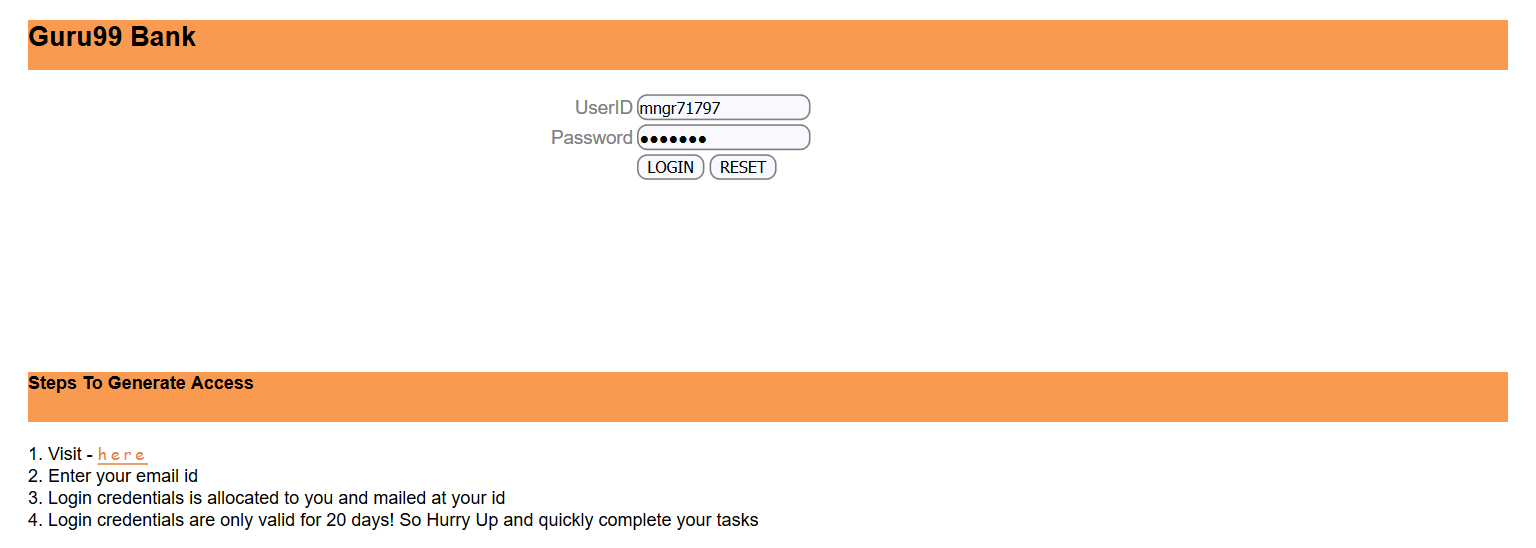 Guru99 Bank
UserID mngr71797
Password •••••••
LOGIN RESET
Steps To Generate Access
1. Visit - here
2. Enter your email id
3. Login credentials is allocated to you and mailed at your id
4. Login credentials are only valid for 20 days! So Hurry Up and quickly complete your tasks